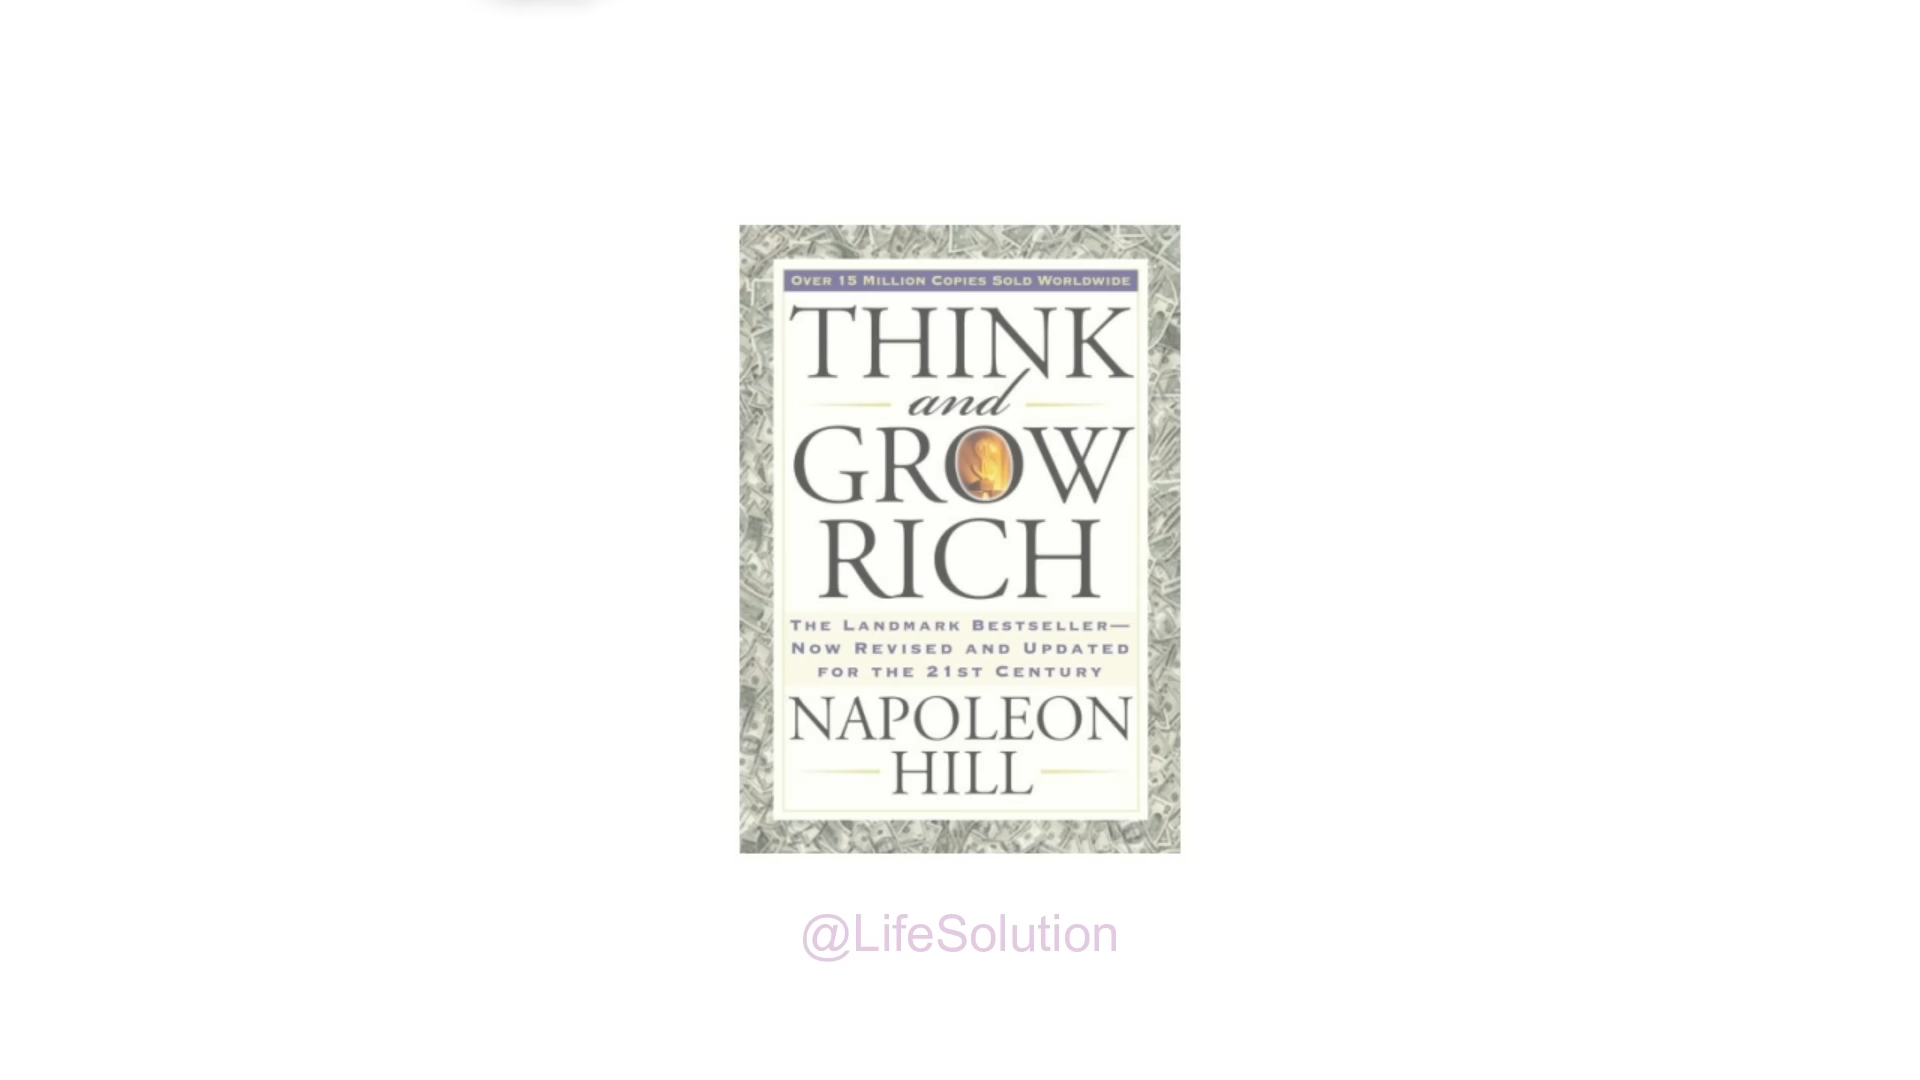 OVER 15 MILLION COPIES SOLD WORLDWIDE
THINK
and
GROW
RICH
THE LANDMARK BESTSELLER—
NOW REVISED AND UPDATED
FOR THE 21ST CENTURY
NAPOLEON
HILL
@LifeSolution